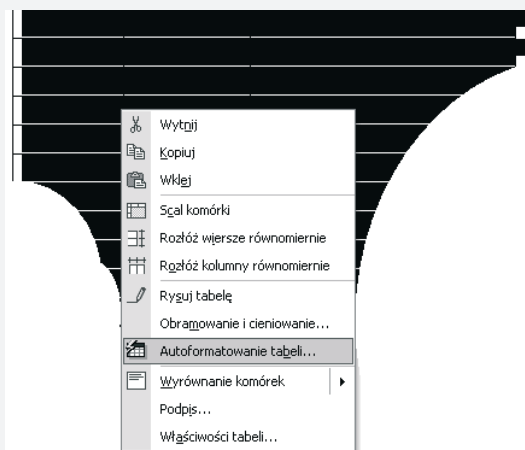 Wytnij
Kopiuj
Wklej
Scal komórki
Rozłóż wiersze równomiernie
Rozłóż kolumny równomiernie
Rysuj tabelę
Obramowanie i cieniowanie...
Autoformatowanie tabeli...
Wyrównanie komórek
Podpis...
Właściwości tabeli...